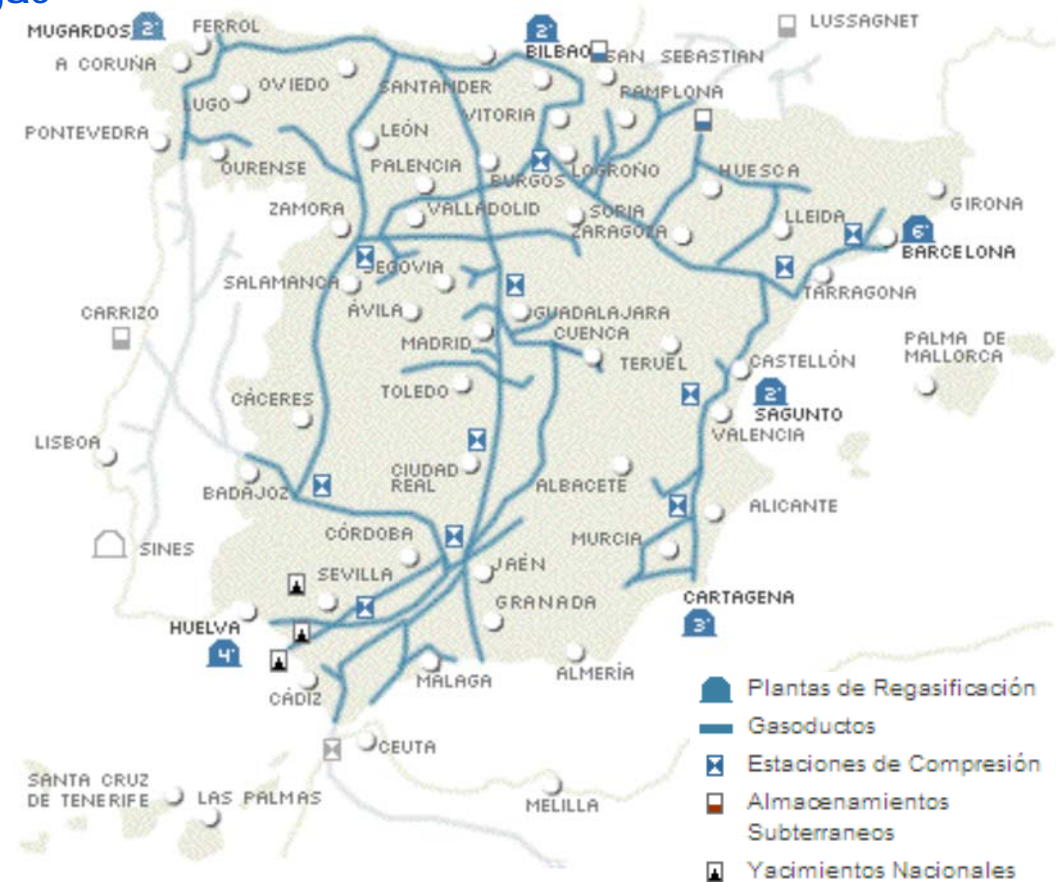 MUGARDOS 2
FERROL
2
LUSSAGNET
A CORUÑA
BILBAO
SAN SEBASTIAN
OVIEDO
SANTANDER
PAMPLONA
LUGO
VITORIA
PONTEVEDRA
LEÓN
OURENSE
PALENCIA
BURGOS
LOGROÑO
HUESCA
GIRONA
ZAMORA
VALLADOLID
SORIA
LLEIDA
6
ZARAGOZA
BARCELONA
SALAMANCA
SEGOVIA
TARRAGONA
CARRIZO
ÁVILA
GUADALAJARA
MADRID
CUENCA
TERUEL
PALMA DE
MALLORCA
CASTELLÓN
TOLEDO
2
CÁCERES
SAGUNTO
LISBOA
VALENCIA
CIUDAD
REAL
BADAJOZ
ALBACETE
ALICANTE
CÓRDOBA
MURCIA
SINES
SEVILLA
JAÉN
CARTAGENA
HUELVA
GRANADA
3
4
CÁDIZ
MÁLAGA
ALMERÍA
Plantas de Regasificación
Gasoductos
CEUTA
Estaciones de Compresión
SANTA CRUZ
DE TENERIFE
LAS PALMAS
MELILLA
Almacenamientos
Subterraneos
Yacimientos Nacionales